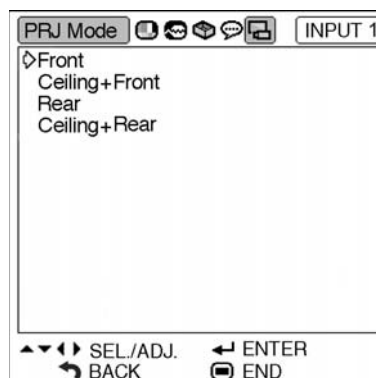 PRJ Mode INPUT 1
Front
Ceiling+Front
Rear
Ceiling+Rear
SEL./ADJ. ENTER
BACK END